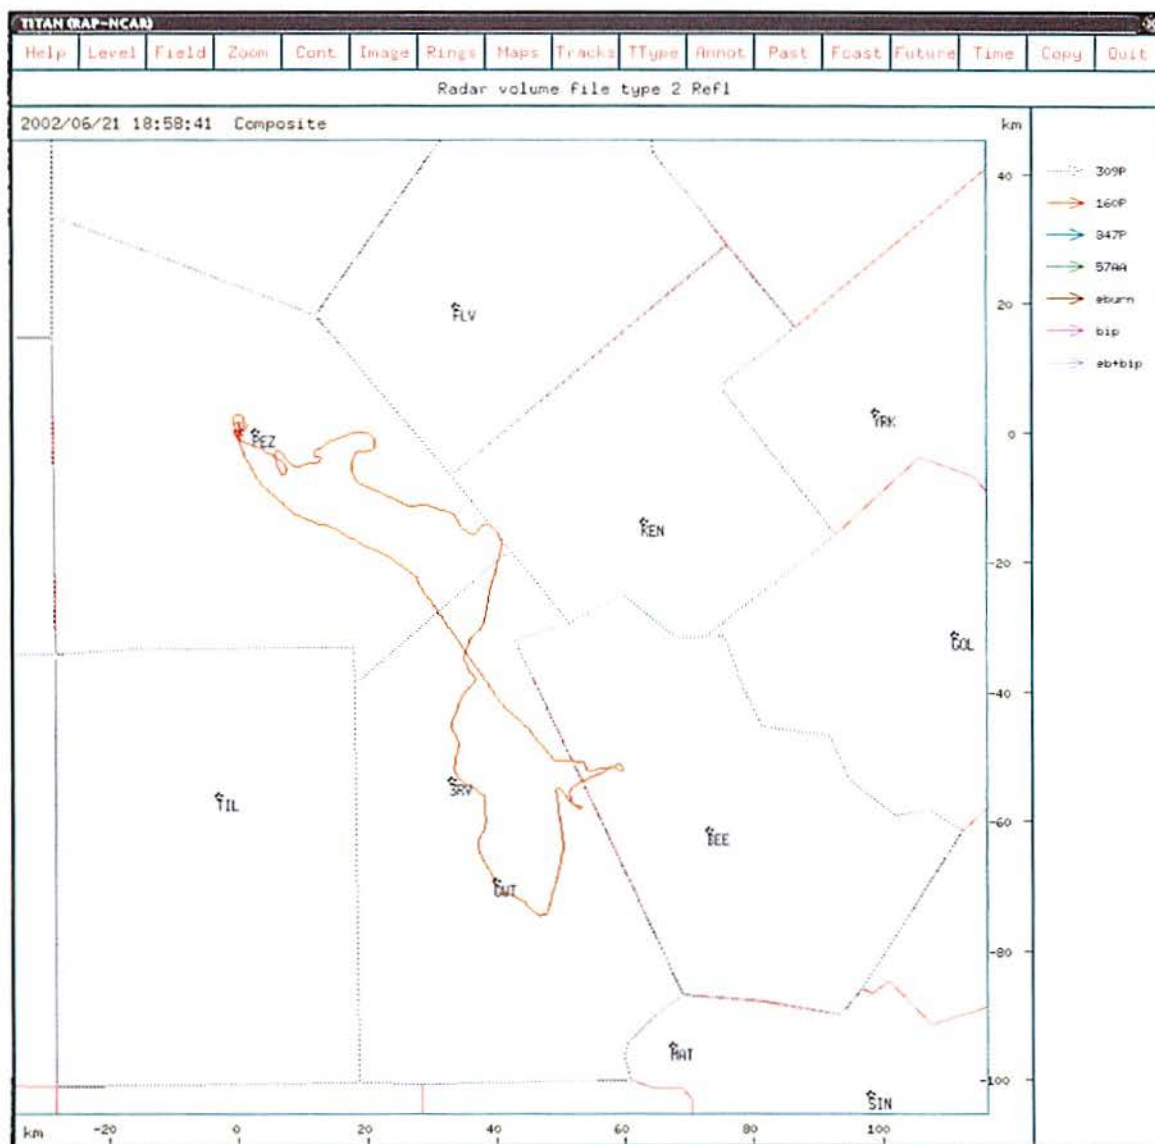 TITAN (RAP-NCAR)
Help Level Field Zoom Cont Image Rings Maps Tracks TType Annot Past Fcast Future Time Copy Quit
Radar volume file type 2 Refl
2002/06/21 18:58:41 Composite
km
40
20
0
-20
-40
-60
-80
-100
309P
160P
347P
57AA
eburn
bip
eb+bip
FLV
PEZ
YRK
KEN
GOL
TIL
SRV
BEE
GWT
MAT
SIN
km -20 0 20 40 60 80 100